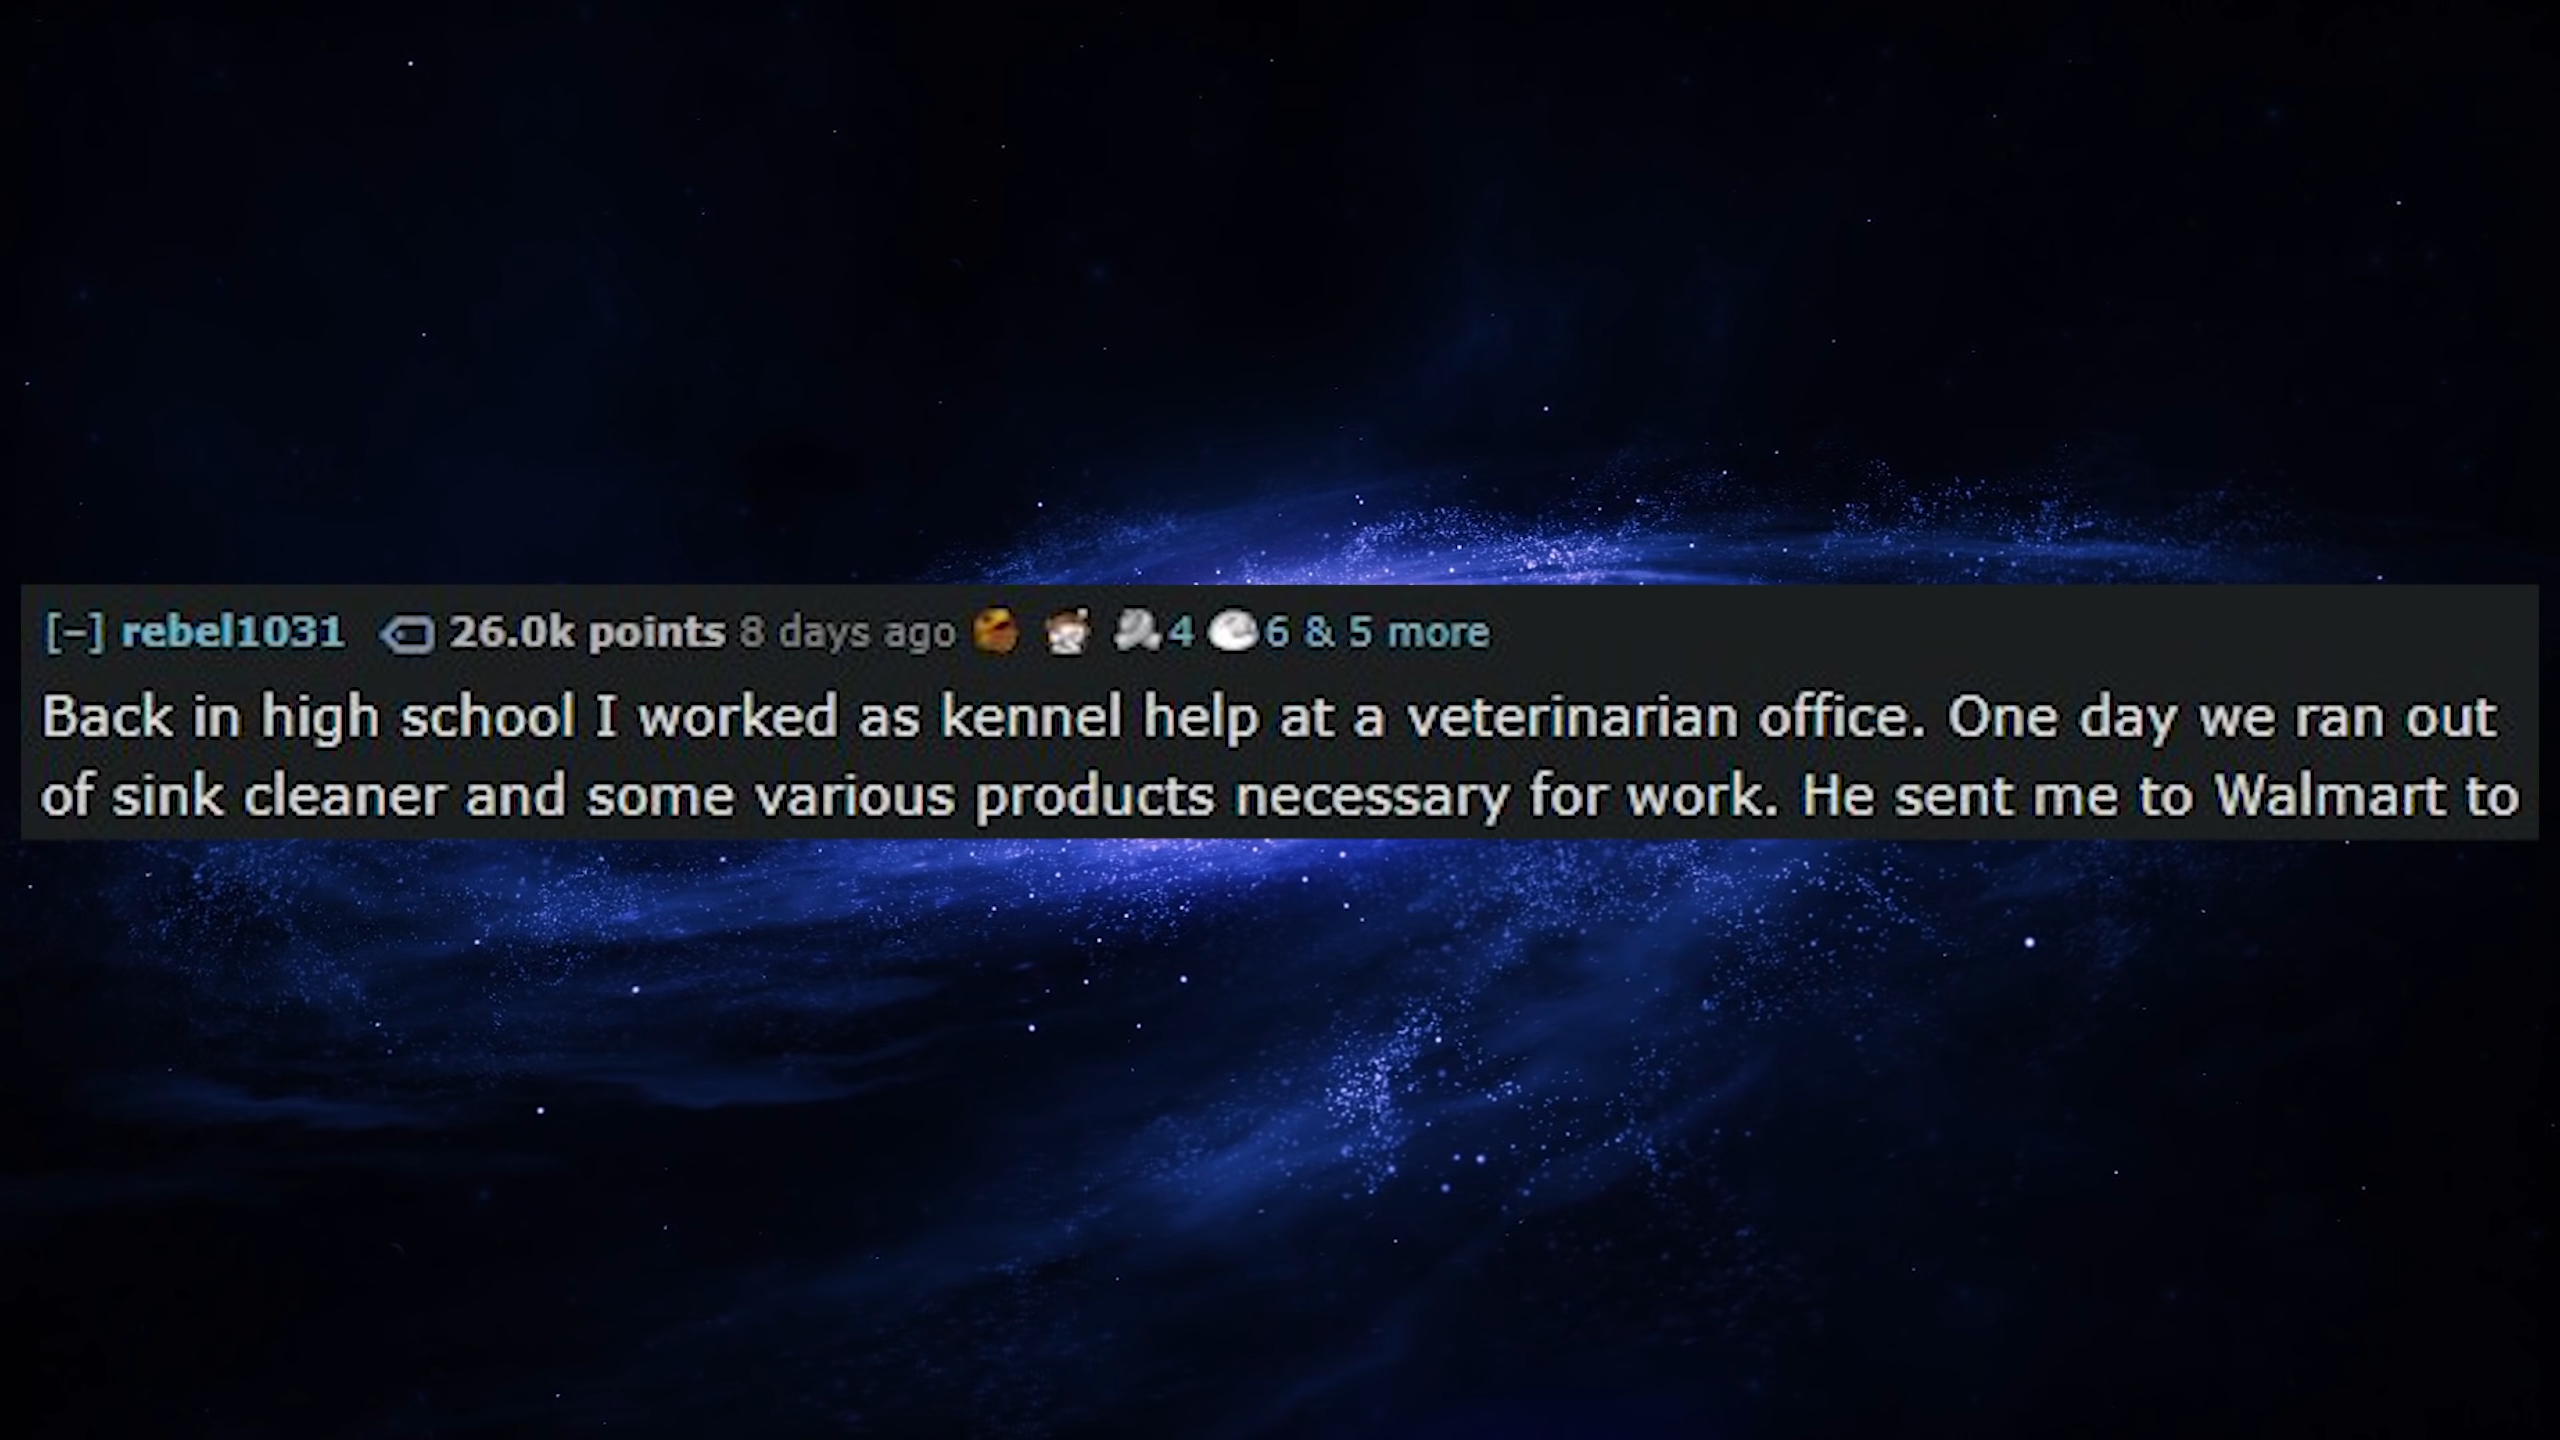 [–] rebel1031 26.0k points 8 days ago 4 6 & 5 more
Back in high school I worked as kennel help at a veterinarian office. One day we ran out
of sink cleaner and some various products necessary for work. He sent me to Walmart to